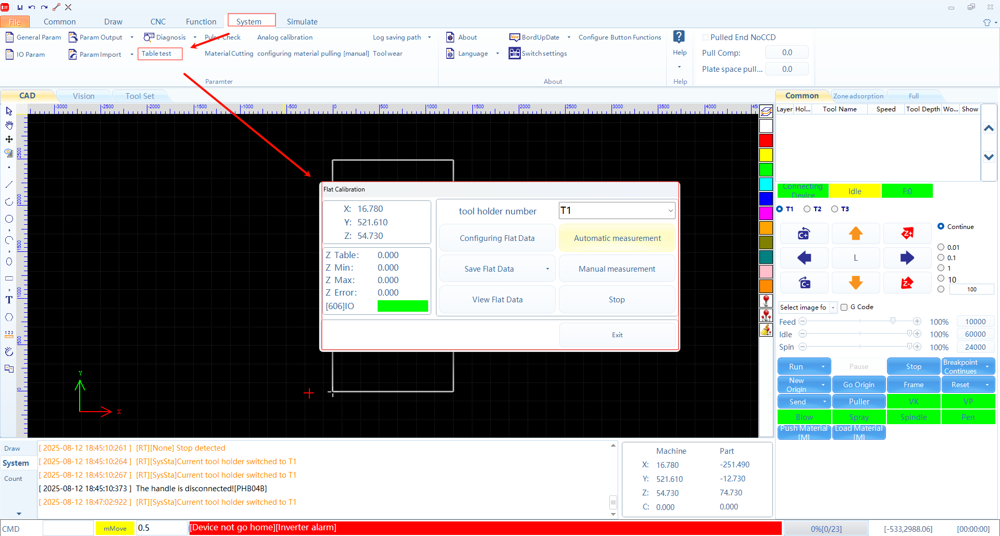 File Common Draw CNC Function System Simulate
General Param Param Output Diagnosis Pulse Check Analog calibration Log saving path About BordUpDate Configure Button Functions Pulled End NoCCD
IO Param Param Import Table test Material Cutting configuring material pulling [manual] Tool wear Language Switch settings Help Pull Comp: 0.0
Plate space pull... 0.0
Paramter About Help
CAD Vision Tool Set
-3000 -2500 -2000 -1500 -1000 -500 0 500 1000 1500 2000 2500 3000 3500 4000
2500
2000
1500
1000
500
0
Y
X
Flat Calibration
X: 16.780
Y: 521.610
Z: 54.730
Z Table: 0.000
Z Min: 0.000
Z Max: 0.000
Z Error: 0.000
[606]IO
tool holder number T1
Configuring Flat Data Automatic measurement
Save Flat Data Manual measurement
View Flat Data Stop
Exit
Common Zone adsorption Full
Layer Hol... Tool Name Speed Tool Depth Wo... Show
Connecting Device Idle F:0
T1 T2 T3
C+ Z+ Continue
L
C- Z-
0.01
0.1
1
10
100
Select image fo G Code
Feed 100% 10000
Idle 100% 60000
Spin 100% 24000
Run Pause Stop Breakpoint Continues
New Origin Go Origin Frame Reset
Send Puller VK VP
Blow Spray Spindle Pen
Push Material [M] Load Material [M]
Draw
System
Count
[ 2025-08-12 18:45:10:261 ] [RT][None] Stop detected
[ 2025-08-12 18:45:10:264 ] [RT][SysSta]Current tool holder switched to T1
[ 2025-08-12 18:45:10:267 ] [RT][SysSta]Current tool holder switched to T1
[ 2025-08-12 18:45:10:373 ] The handle is disconnected![PHB04B]
[ 2025-08-12 18:47:02:922 ] [RT][SysSta]Current tool holder switched to T1
Machine Part
X: 16.780 -251.490
Y: 521.610 -12.730
Z: 54.730 74.730
C: 0.000 0.000
CMD mMove 0.5 [Device not go home][Inverter alarm] 0%[0/23] [-533,2988.06] [00:00:00]